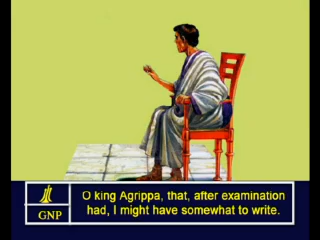 O king Agrippa, that, after examination
had, I might have somewhat to write.
GNP